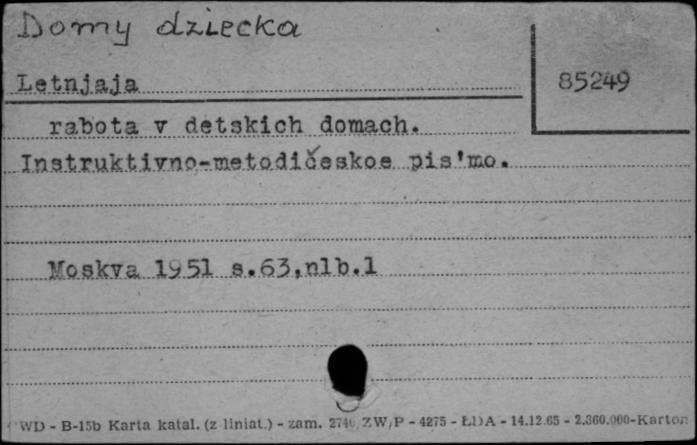 Domy dziecka
Letnjaja
85249
rabota v detskich domach.
Instruktivno-metodičeskoe pis'mo.
Moskva 1951 s.63,nlb.1
WD - B-15b Karta katal. (z liniat.) - zam. 2740 ZW/P - 4275 - ŁDA - 14.12.65 - 2.360.000-Karton